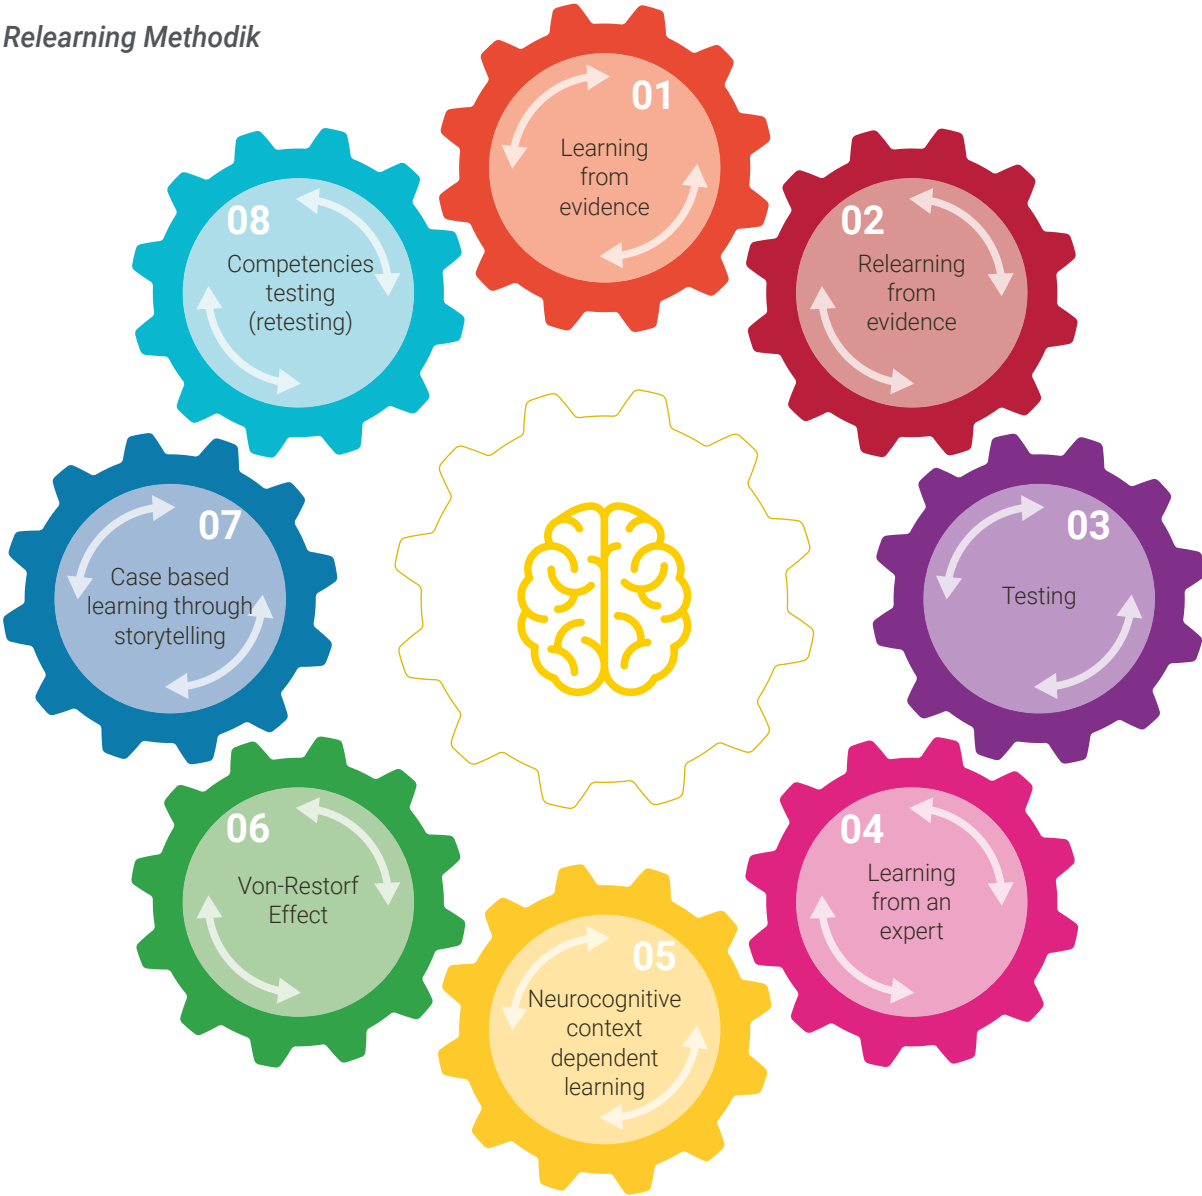 Relearning Methodik
01
Learning
from
evidence
02
Relearning
from
evidence
03
Testing
04
Learning
from an
expert
05
Neurocognitive
context
dependent
learning
06
Von-Restorf
Effect
07
Case based
learning through
storytelling
08
Competencies
testing
(retesting)